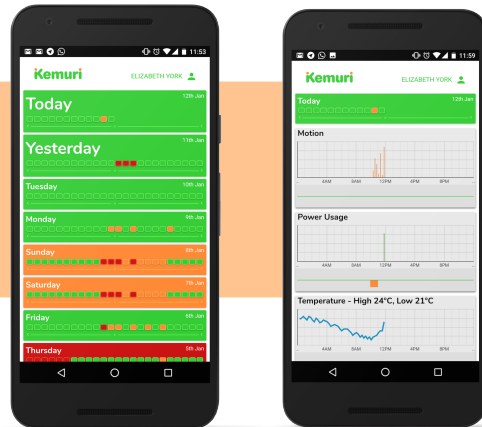 11:53
Kemuri
ELIZABETH YORK
12th Jan
Today
11th Jan
Yesterday
Tuesday
10th Jan
Monday
9th Jan
Sunday
8th Jan
Saturday
7th Jan
Friday
6th Jan
Thursday
5th Jan
11:59
Kemuri
ELIZABETH YORK
Today
12th Jan
Motion
4AM 8AM 12PM 4PM 8PM
Power Usage
4AM 8AM 12PM 4PM 8PM
Temperature - High 24°C, Low 21°C
4AM 8AM 12PM 4PM 8PM